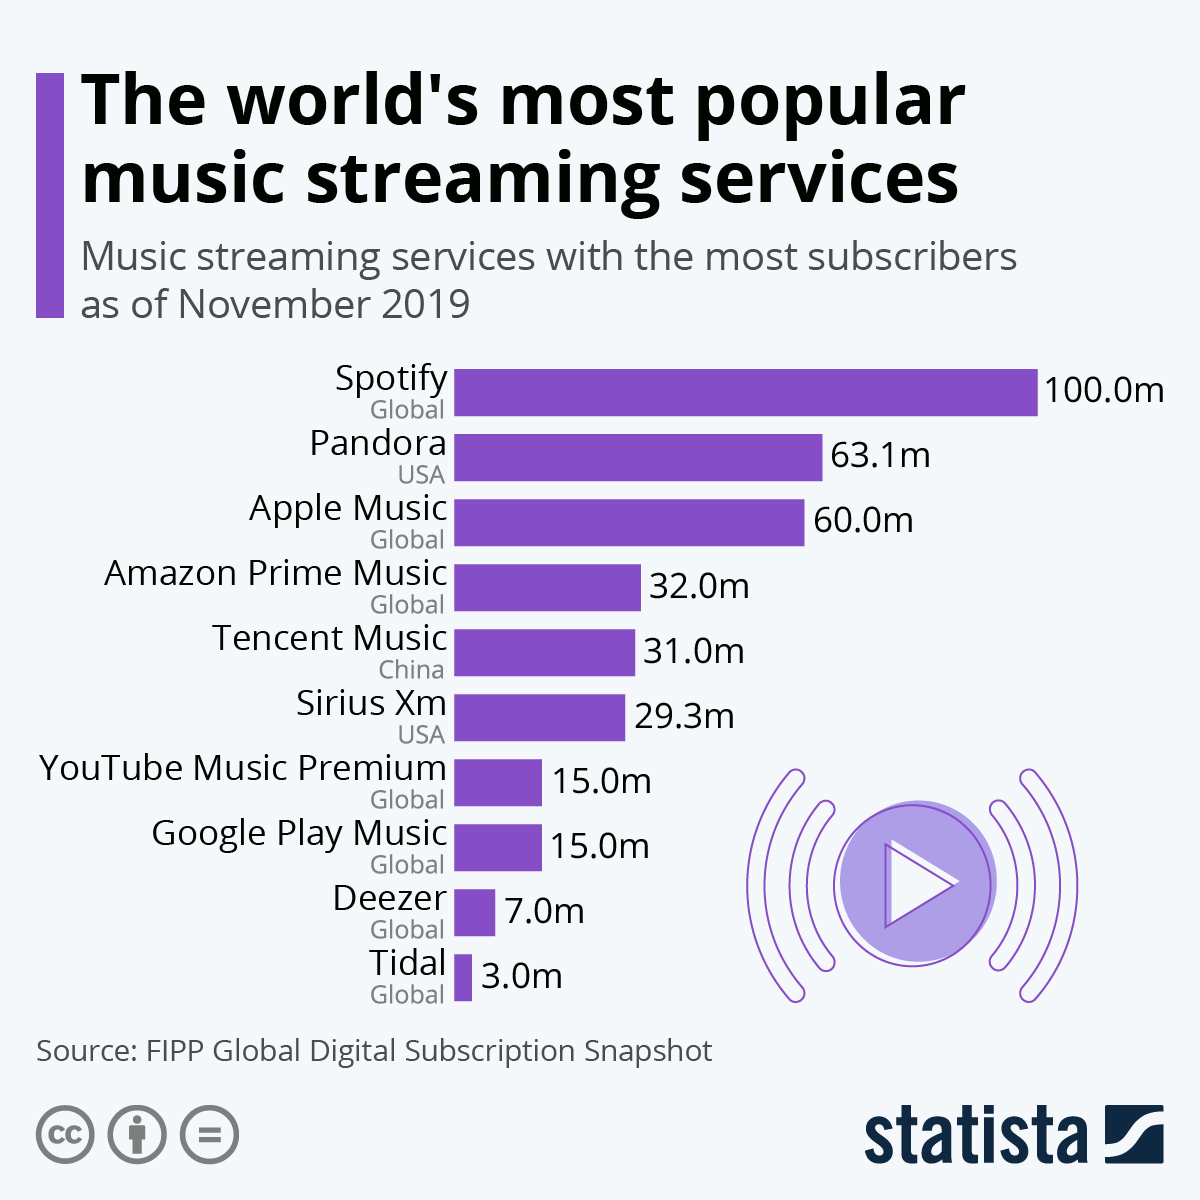 The world's most popular
music streaming services
Music streaming services with the most subscribers
as of November 2019
Spotify
Global
100.0m
Pandora
USA
63.1m
Apple Music
Global
60.0m
Amazon Prime Music
Global
32.0m
Tencent Music
China
31.0m
Sirius Xm
USA
29.3m
YouTube Music Premium
Global
15.0m
Google Play Music
Global
15.0m
Deezer
Global
7.0m
Tidal
Global
3.0m
Source: FIPP Global Digital Subscription Snapshot
cc
statista